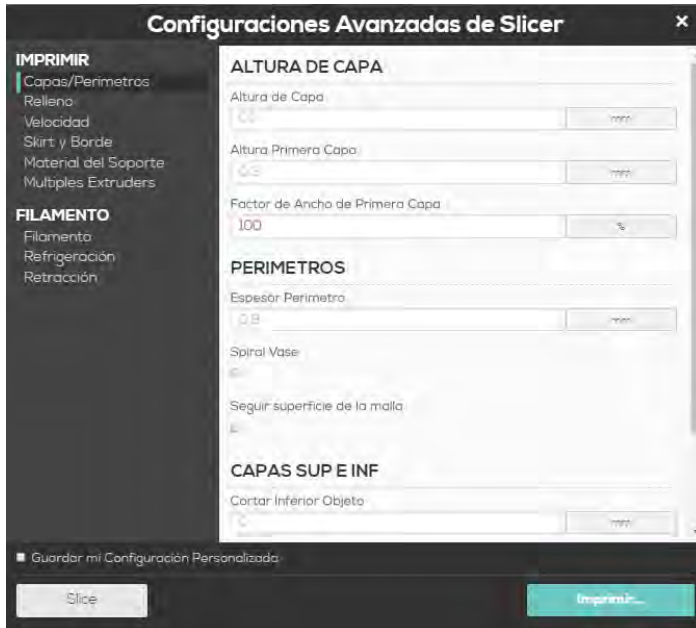 Configuraciones Avanzadas de Slicer ×
IMPRIMIR
Capas/Perimetros
Relleno
Velocidad
Skirt y Borde
Material del Soporte
Multiples Extruders
FILAMENTO
Filamento
Refrigeración
Retracción
ALTURA DE CAPA
Altura de Capa
mm
Altura Primera Capa
0.3 mm
Factor de Ancho de Primera Capa
100 %
PERIMETROS
Espesor Perimetro
0.8 mm
Spiral Vase
Seguir superficie de la malla
CAPAS SUP E INF
Cortar Inferior Objeto
mm
Guardar mi Configuración Personalizada
Slice
Imprimir...